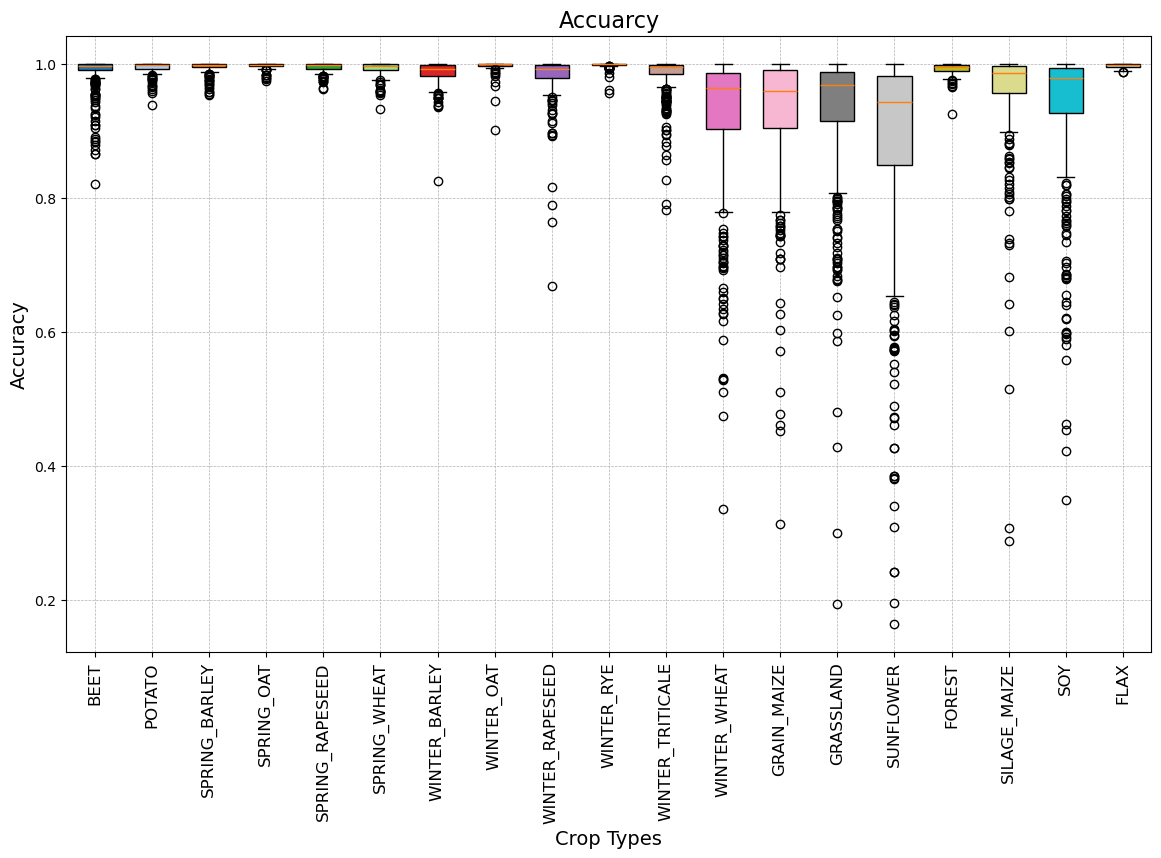 Accuarcy
Accuracy
1.0
0.8
0.6
0.4
0.2
BEET
POTATO
SPRING_BARLEY
SPRING_OAT
SPRING_RAPESEED
SPRING_WHEAT
WINTER_BARLEY
WINTER_OAT
WINTER_RAPESEED
WINTER_RYE
WINTER_TRITICALE
WINTER_WHEAT
GRAIN_MAIZE
GRASSLAND
SUNFLOWER
FOREST
SILAGE_MAIZE
SOY
FLAX
Crop Types